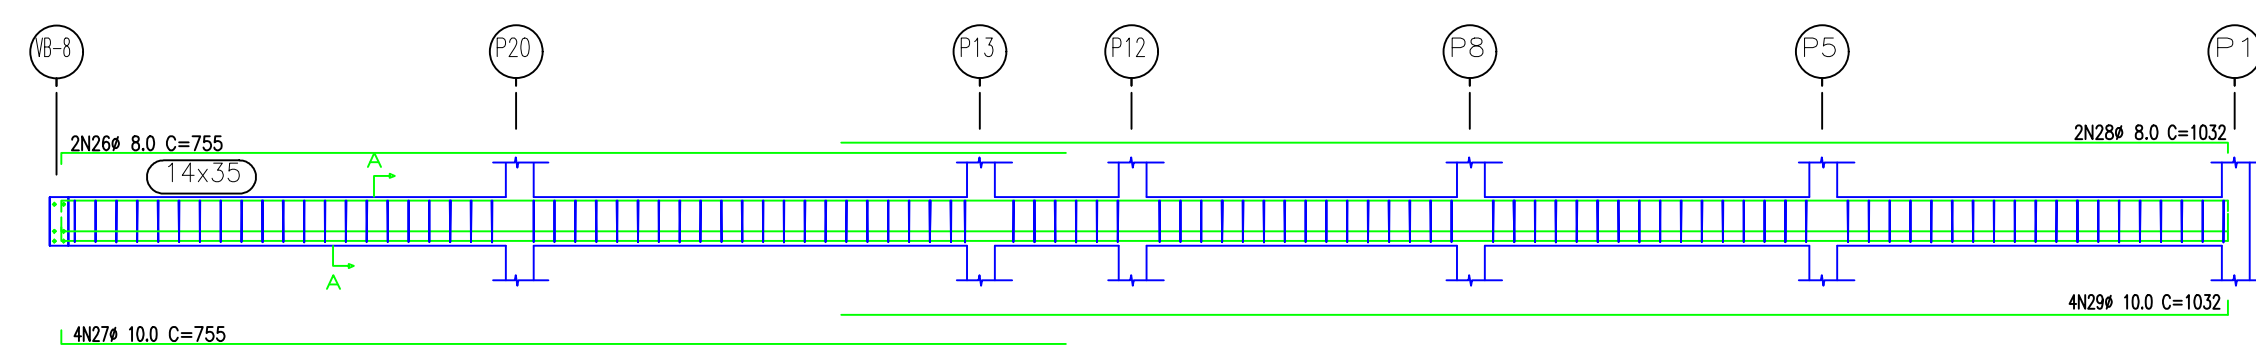 VB-8
P20
P13
P12
P8
P5
P1
2N26ø 8.0 C=755
2N28ø 8.0 C=1032
14x35
A
A
4N29ø 10.0 C=1032
4N27ø 10.0 C=755